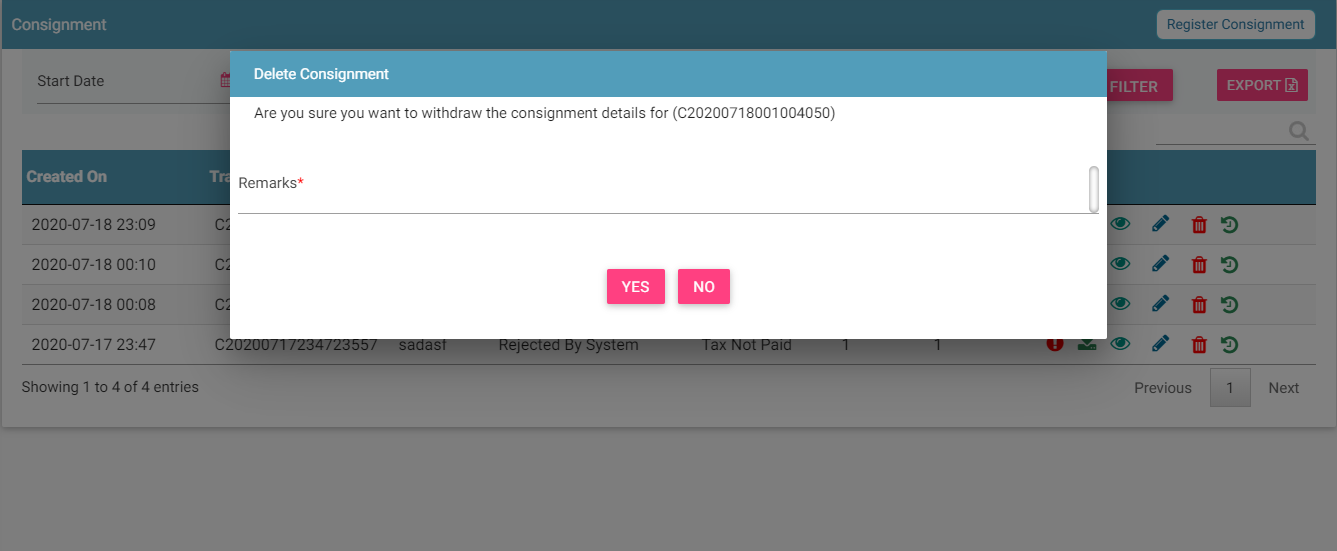 Consignment
Register Consignment
Delete Consignment
Start Date
FILTER
EXPORT
Are you sure you want to withdraw the consignment details for (C20200718001004050)
Created On
Remarks*
2020-07-18 23:09
2020-07-18 00:10
2020-07-18 00:08
YES NO
2020-07-17 23:47 C20200717234723557 sadasf Rejected By System Tax Not Paid 1 1
Showing 1 to 4 of 4 entries
Previous 1 Next